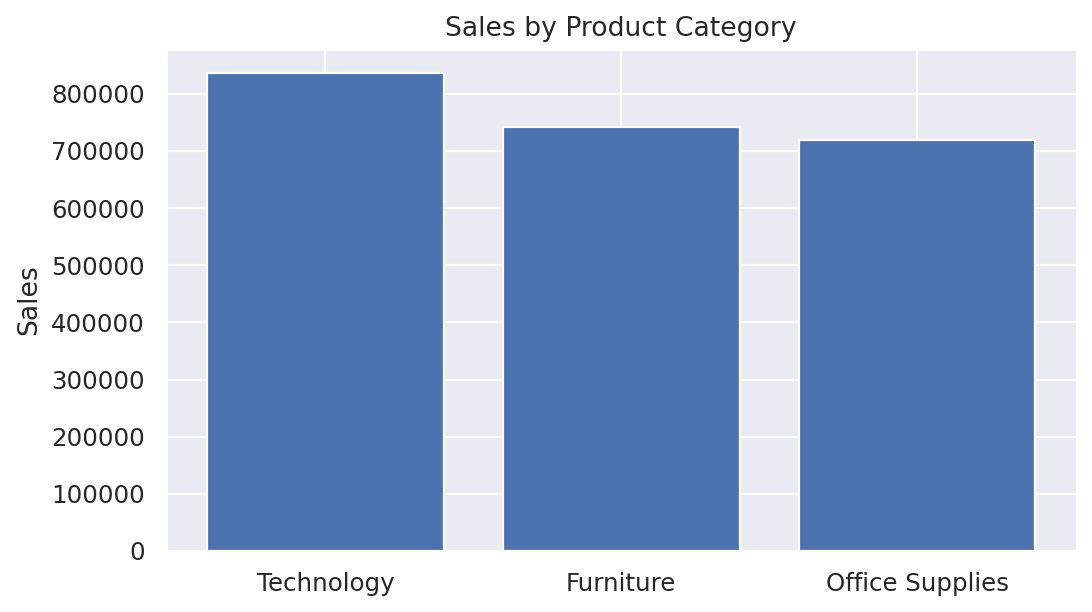 Sales by Product Category
Sales
800000
700000
600000
500000
400000
300000
200000
100000
0
Technology
Furniture
Office Supplies